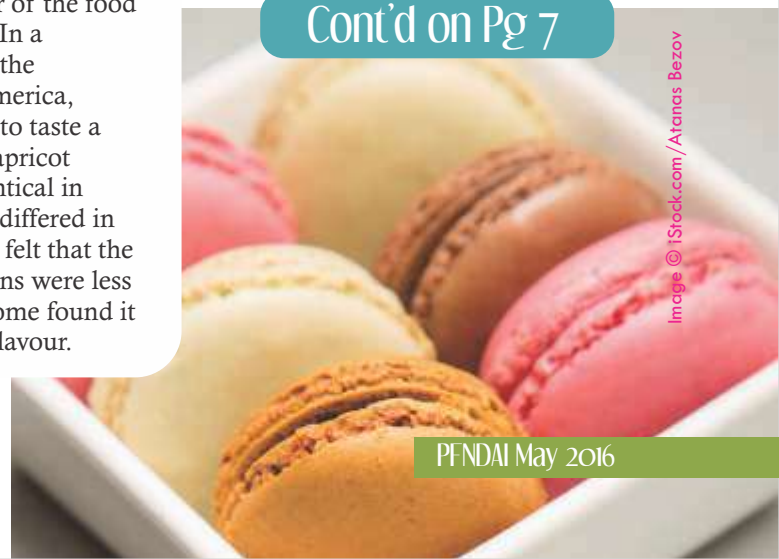 r of the food
In a
the
merica,
to taste a
apricot
ntical in
differed in
felt that the
ns were less
ome found it
lavour.
Cont'd on Pg 7
Image © iStock.com/Atanas Bezov
PFNDAI May 2016